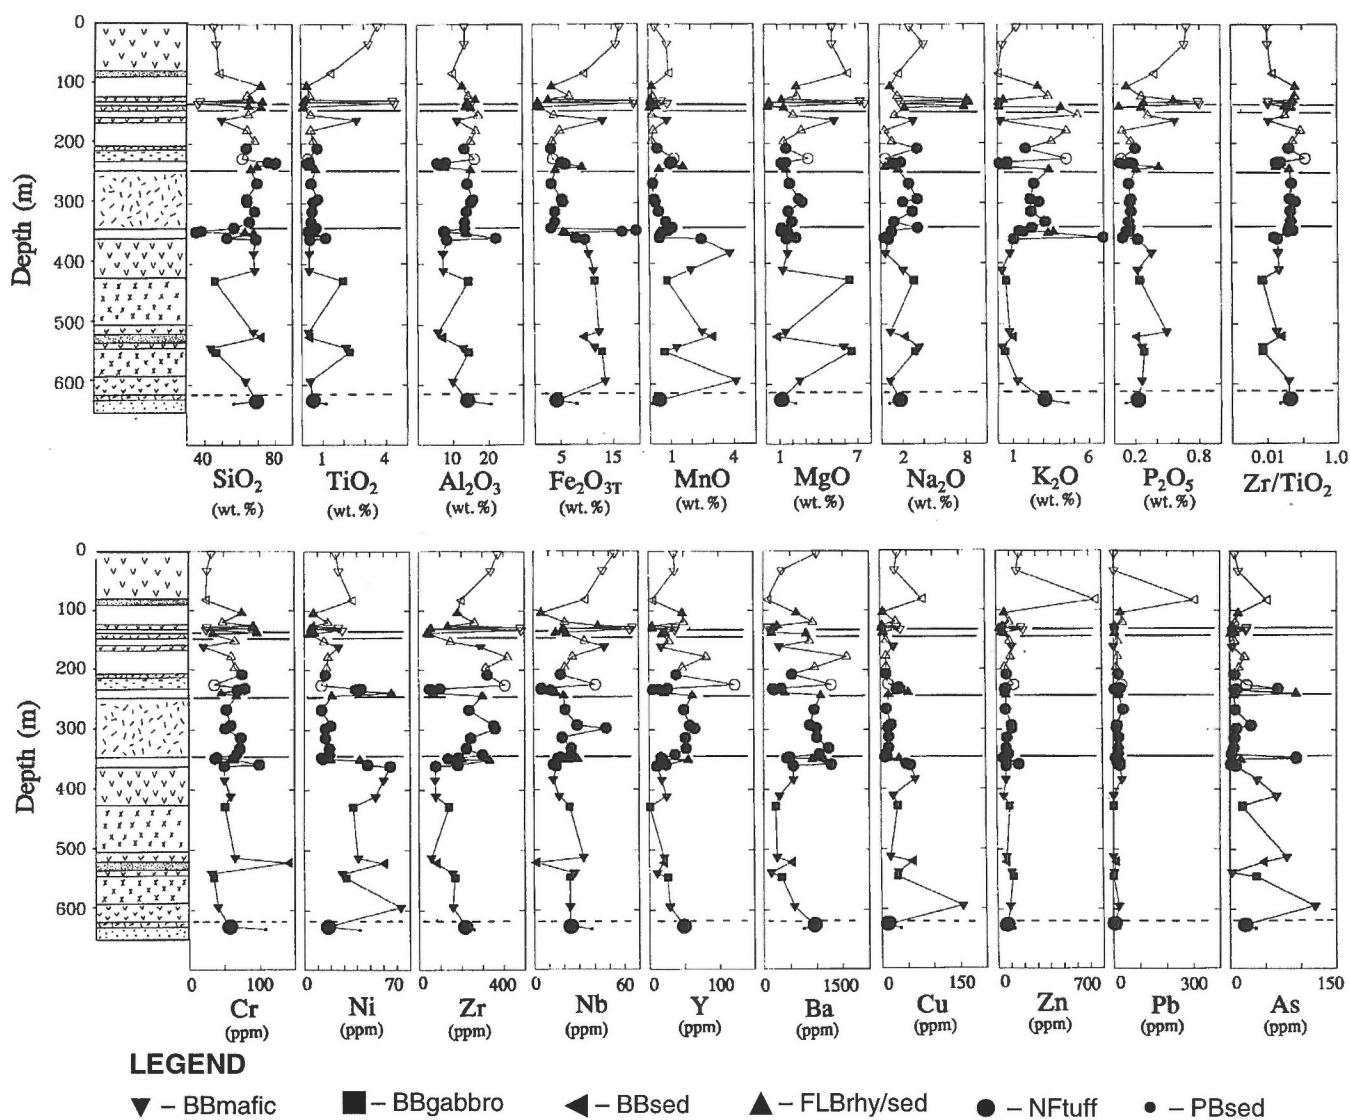 0
100
200
300
400
500
600
Depth (m)
40 80 1 4 10 20 5 15 1 4 1 7 2 6 8 1 6 0.2 0.8 0.01 1.0
SiO₂ TiO₂ Al₂O₃ Fe₂O₃T MnO MgO Na₂O K₂O P₂O₅ Zr/TiO₂
(wt. %) (wt. %) (wt. %) (wt. %) (wt. %) (wt. %) (wt. %) (wt. %) (wt. %)
0
100
200
300
400
500
600
Depth (m)
0 100 0 70 0 400 0 60 0 100 0 1500 0 150 0 700 0 300 0 150
Cr Ni Zr Nb Y Ba Cu Zn Pb As
(ppm) (ppm) (ppm) (ppm) (ppm) (ppm) (ppm) (ppm) (ppm) (ppm)
LEGEND
▼ – BBmafic ■ – BBgabbro ◀ – BBsed ▲ – FLBrhy/sed ● – NFtuff • – PBsed